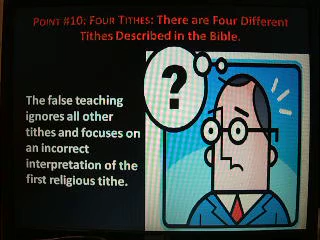 POINT #10: FOUR TITHES: There are Four Different
Tithes Described in the Bible.
?
The false teaching
ignores all other
tithes and focuses on
an incorrect
interpretation of the
first religious tithe.